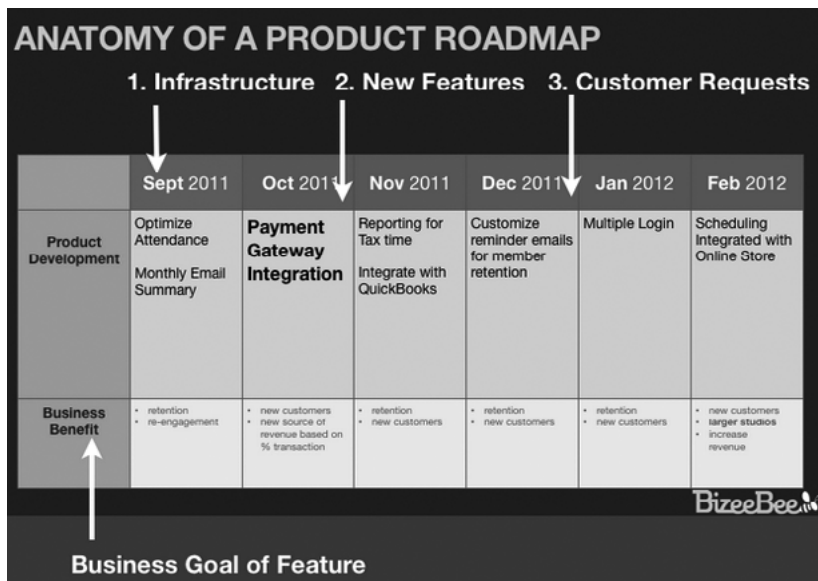 ANATOMY OF A PRODUCT ROADMAP
1. Infrastructure
2. New Features
3. Customer Requests
Sept 2011
Oct 2011
Nov 2011
Dec 2011
Jan 2012
Feb 2012
Product
Development
Optimize
Attendance
Monthly Email
Summary
Payment
Gateway
Integration
Reporting for
Tax time
Integrate with
QuickBooks
Customize
reminder emails
for member
retention
Multiple Login
Scheduling
Integrated with
Online Store
Business
Benefit
• retention
• re-engagement
• new customers
• new source of
revenue based on
% transaction
• retention
• new customers
• retention
• new customers
• retention
• new customers
• new customers
• larger studios
• increase
revenue
BizeeBee
Business Goal of Feature